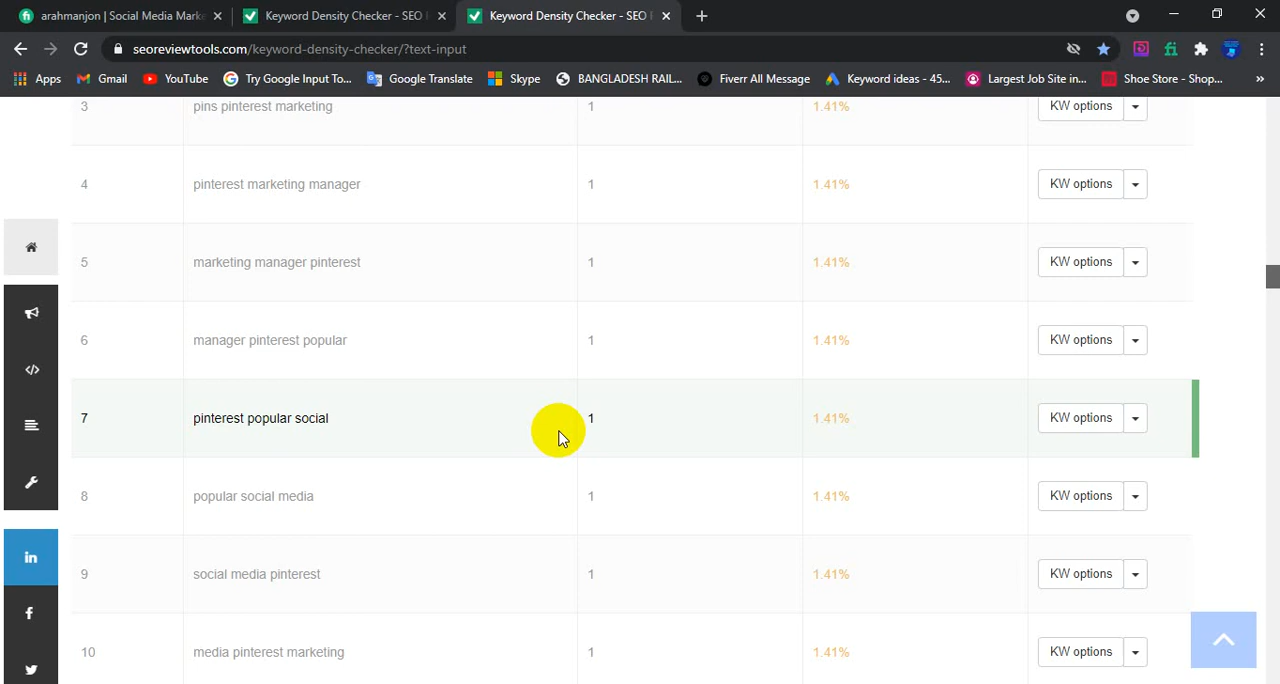 arahmanjon | Social Media Marke
Keyword Density Checker - SEO
Keyword Density Checker - SEO
seoreviewtools.com/keyword-density-checker/?text-input
Apps Gmail YouTube Try Google Input To... Google Translate Skype BANGLADESH RAIL... Fiverr All Message Keyword ideas - 45... Largest Job Site in... Shoe Store - Shop... »
3 pins pinterest marketing 1 1.41% KW options
4 pinterest marketing manager 1 1.41% KW options
5 marketing manager pinterest 1 1.41% KW options
6 manager pinterest popular 1 1.41% KW options
7 pinterest popular social 1 1.41% KW options
8 popular social media 1 1.41% KW options
9 social media pinterest 1 1.41% KW options
10 media pinterest marketing 1 1.41% KW options